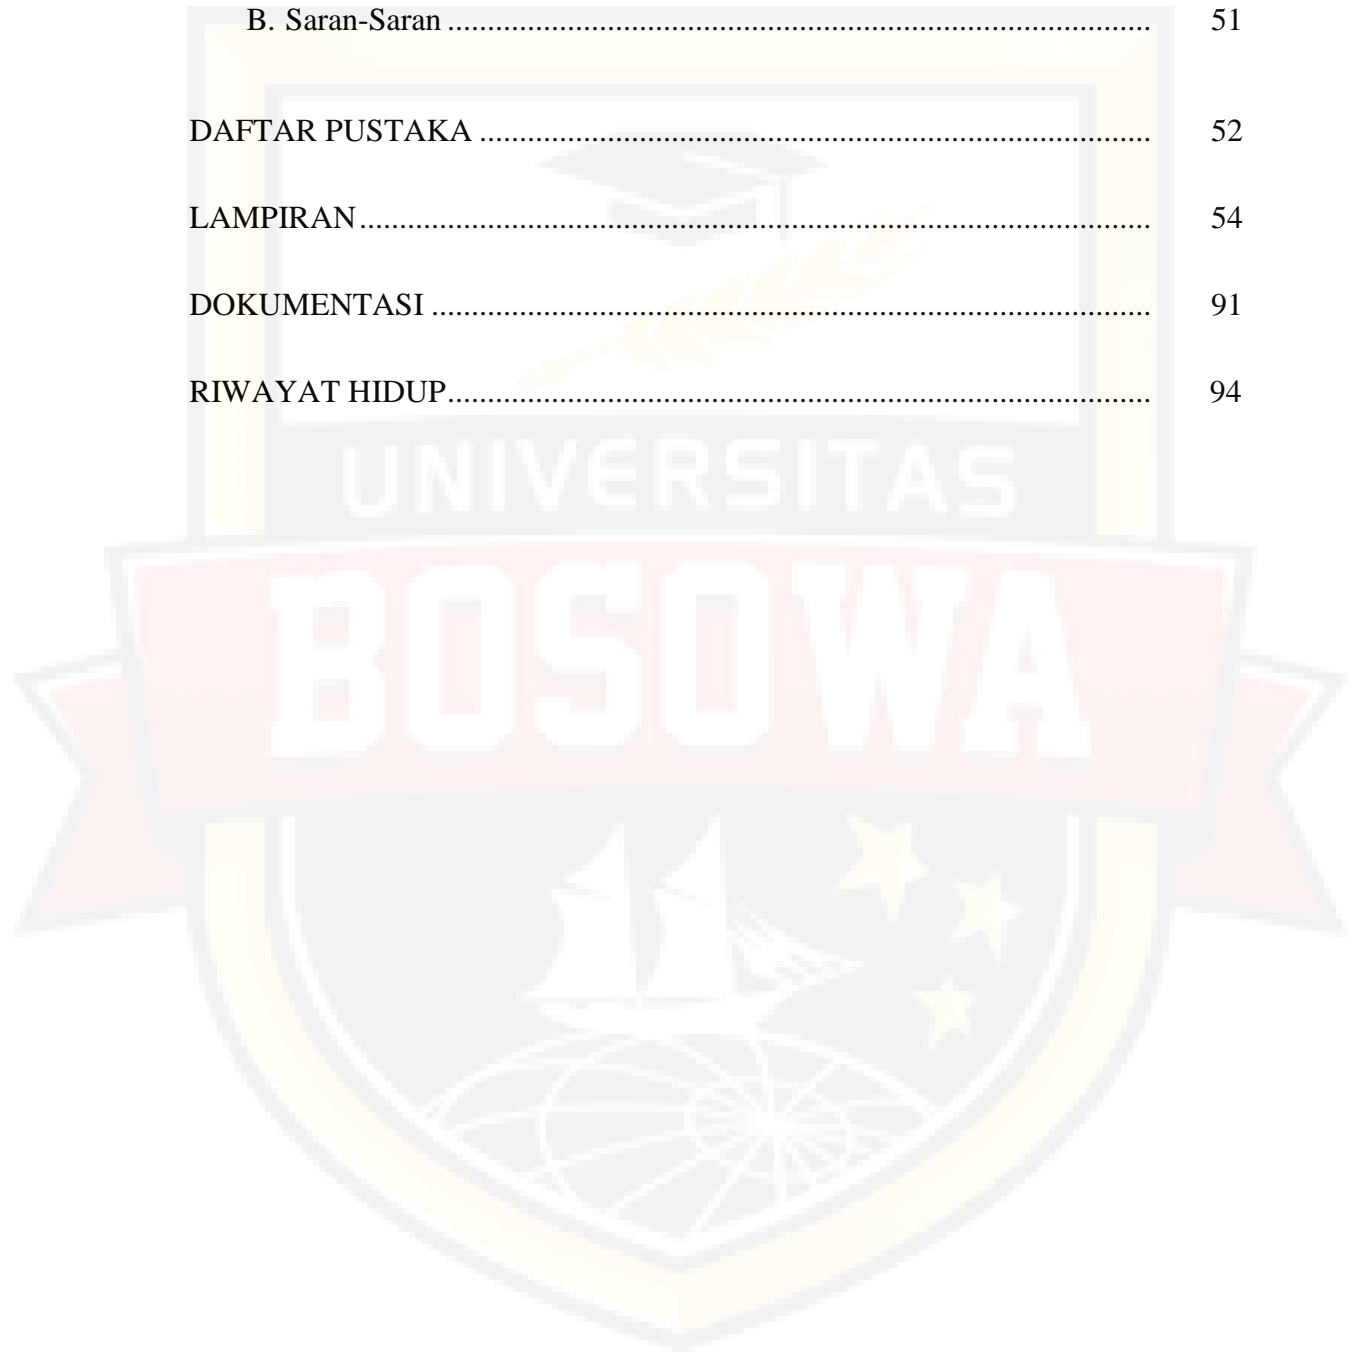 B. Saran-Saran ........................................................................................ 51
DAFTAR PUSTAKA .................................................................................... 52
LAMPIRAN................................................................................................... 54
DOKUMENTASI .......................................................................................... 91
RIWAYAT HIDUP........................................................................................ 94
UNIVERSITAS
BOSOWA